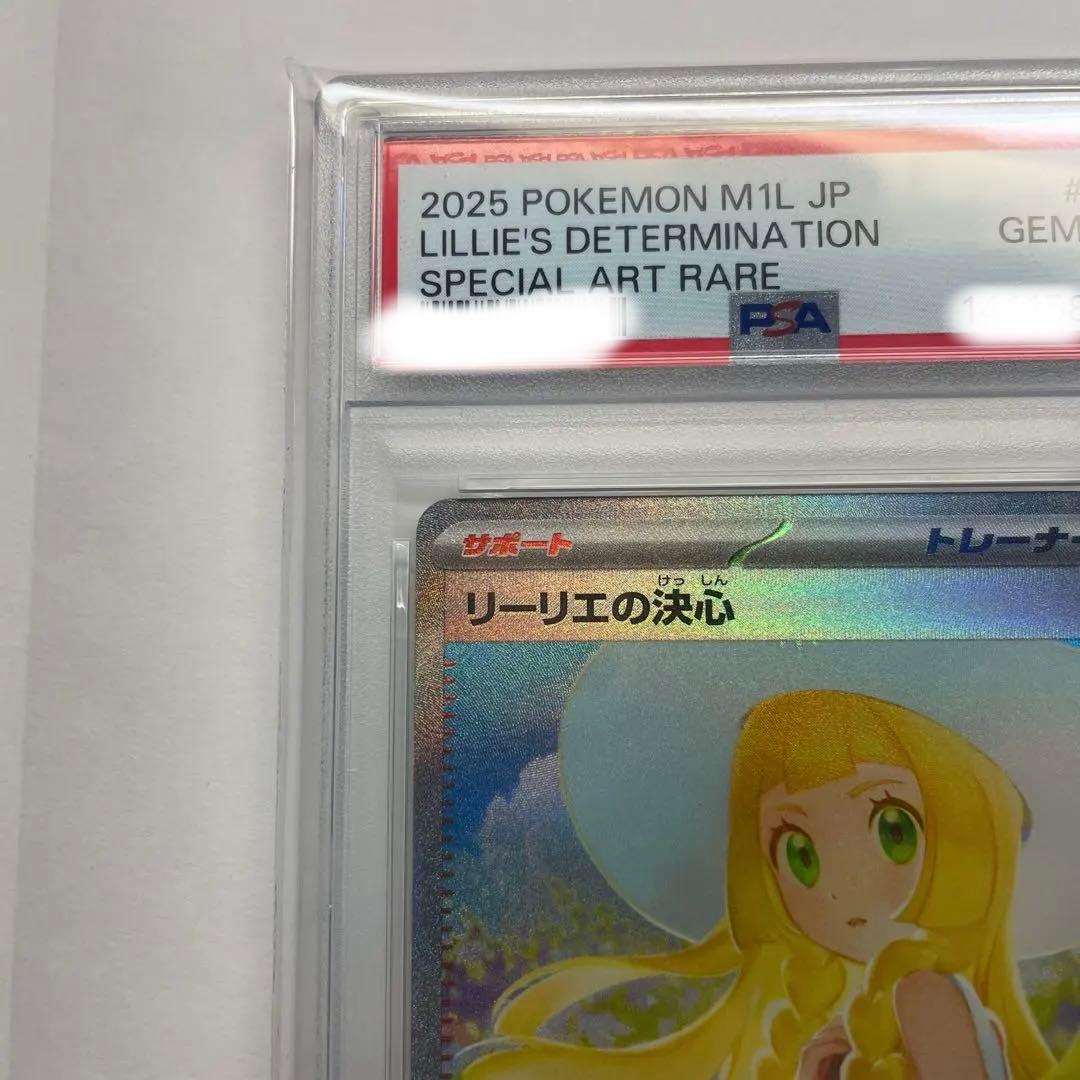 2025 POKEMON M1L JP
#
LILLIE'S DETERMINATION
GEM
SPECIAL ART RARE
PSA
サポート
トレーナー
けっ しん
リーリエの決心